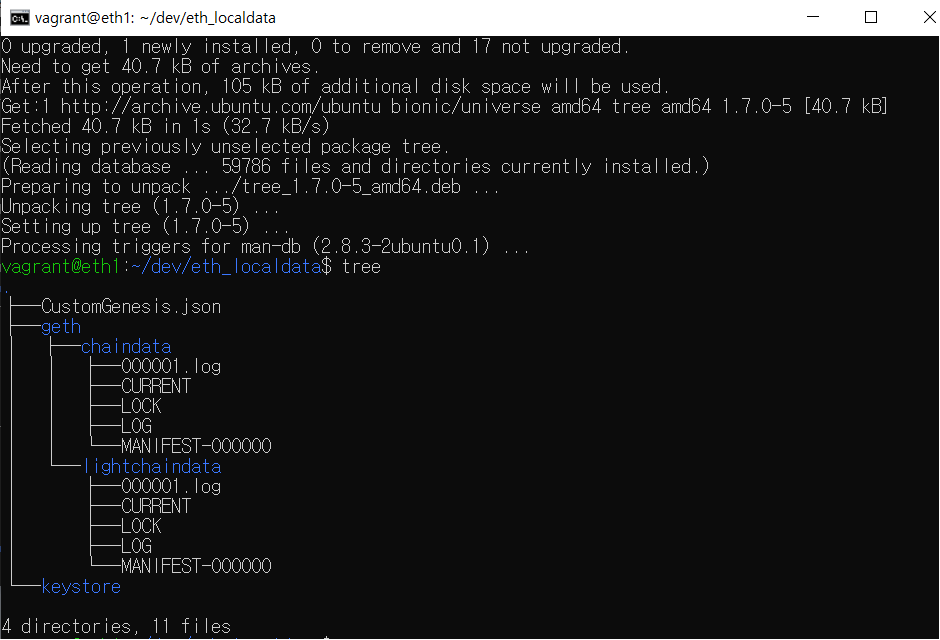 vagrant@eth1: ~/dev/eth_localdata
0 upgraded, 1 newly installed, 0 to remove and 17 not upgraded.
Need to get 40.7 kB of archives.
After this operation, 105 kB of additional disk space will be used.
Get:1 http://archive.ubuntu.com/ubuntu bionic/universe amd64 tree amd64 1.7.0-5 [40.7 kB]
Fetched 40.7 kB in 1s (32.7 kB/s)
Selecting previously unselected package tree.
(Reading database ... 59786 files and directories currently installed.)
Preparing to unpack .../tree_1.7.0-5_amd64.deb ...
Unpacking tree (1.7.0-5) ...
Setting up tree (1.7.0-5) ...
Processing triggers for man-db (2.8.3-2ubuntu0.1) ...
vagrant@eth1:~/dev/eth_localdata$ tree
.
├──CustomGenesis.json
├──geth
│   ├──chaindata
│   │   ├──000001.log
│   │   ├──CURRENT
│   │   ├──LOCK
│   │   ├──LOG
│   │   └──MANIFEST-000000
│   └──lightchaindata
│       ├──000001.log
│       ├──CURRENT
│       ├──LOCK
│       ├──LOG
│       └──MANIFEST-000000
└──keystore
4 directories, 11 files